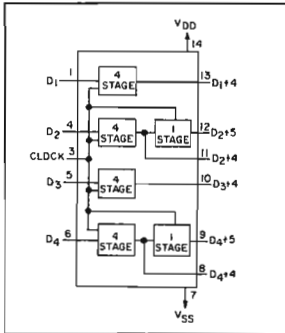 VDD
14
D1 1 4 STAGE 13 D1+4
D2 4 4 STAGE 1 STAGE 12 D2+5
11 D2+4
CLDCK 3
D3 5 4 STAGE 10 D3+4
D4 6 4 STAGE 1 STAGE 9 D4+5
8 D4+4
7
VSS